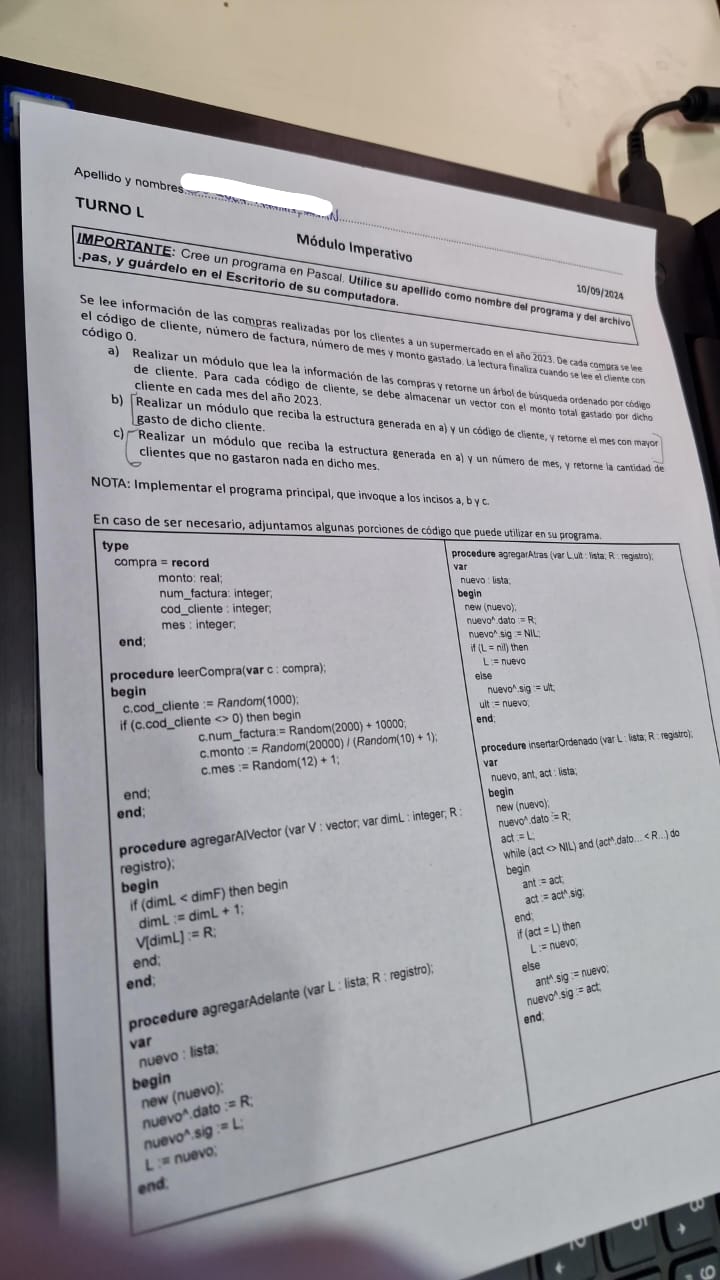 Apellido y nombres
TURNO L
Módulo Imperativo
10/09/2024
IMPORTANTE: Cree un programa en Pascal. Utilice su apellido como nombre del programa y del archivo
.pas, y guárdelo en el Escritorio de su computadora.
Se lee información de las compras realizadas por los clientes a un supermercado en el año 2023. De cada compra se lee
el código de cliente, número de factura, número de mes y monto gastado. La lectura finaliza cuando se lee el cliente con
código 0.
a) Realizar un módulo que lea la información de las compras y retorne un árbol de búsqueda ordenado por código
de cliente. Para cada código de cliente, se debe almacenar un vector con el monto total gastado por dicho
cliente en cada mes del año 2023.
b) Realizar un módulo que reciba la estructura generada en a) y un código de cliente, y retorne el mes con mayor
gasto de dicho cliente.
c) Realizar un módulo que reciba la estructura generada en a) y un número de mes, y retorne la cantidad de
clientes que no gastaron nada en dicho mes.
NOTA: Implementar el programa principal, que invoque a los incisos a, b y c.
En caso de ser necesario, adjuntamos algunas porciones de código que puede utilizar en su programa.
type
compra = record
monto: real;
num_factura: integer;
cod_cliente : integer;
mes : integer;
end;
procedure leerCompra(var c : compra);
begin
c.cod_cliente := Random(1000);
if (c.cod_cliente <> 0) then begin
c.num_factura:= Random(2000) + 10000;
c.monto := Random(20000) / (Random(10) + 1);
c.mes := Random(12) + 1;
end;
end;
procedure agregarAlVector (var V : vector; var dimL : integer; R :
registro);
begin
if (dimL < dimF) then begin
dimL := dimL + 1;
V[dimL] := R;
end;
end;
procedure agregarAdelante (var L : lista; R : registro);
var
nuevo : lista;
begin
new (nuevo);
nuevo^.dato := R;
nuevo^.sig := L;
L := nuevo;
end;
procedure agregarAtras (var L,ult : lista; R : registro);
var
nuevo : lista;
begin
new (nuevo);
nuevo^.dato := R;
nuevo^.sig := NIL;
if (L = nil) then
L := nuevo
else
nuevo^.sig := ult;
ult := nuevo;
end;
procedure insertarOrdenado (var L : lista; R : registro);
var
nuevo, ant, act : lista;
begin
new (nuevo);
nuevo^.dato := R;
act := L;
while (act <> NIL) and (act^.dato... < R...) do
begin
ant := act;
act := act^.sig;
end;
if (act = L) then
L := nuevo;
else
ant^.sig := nuevo;
nuevo^.sig := act;
end;